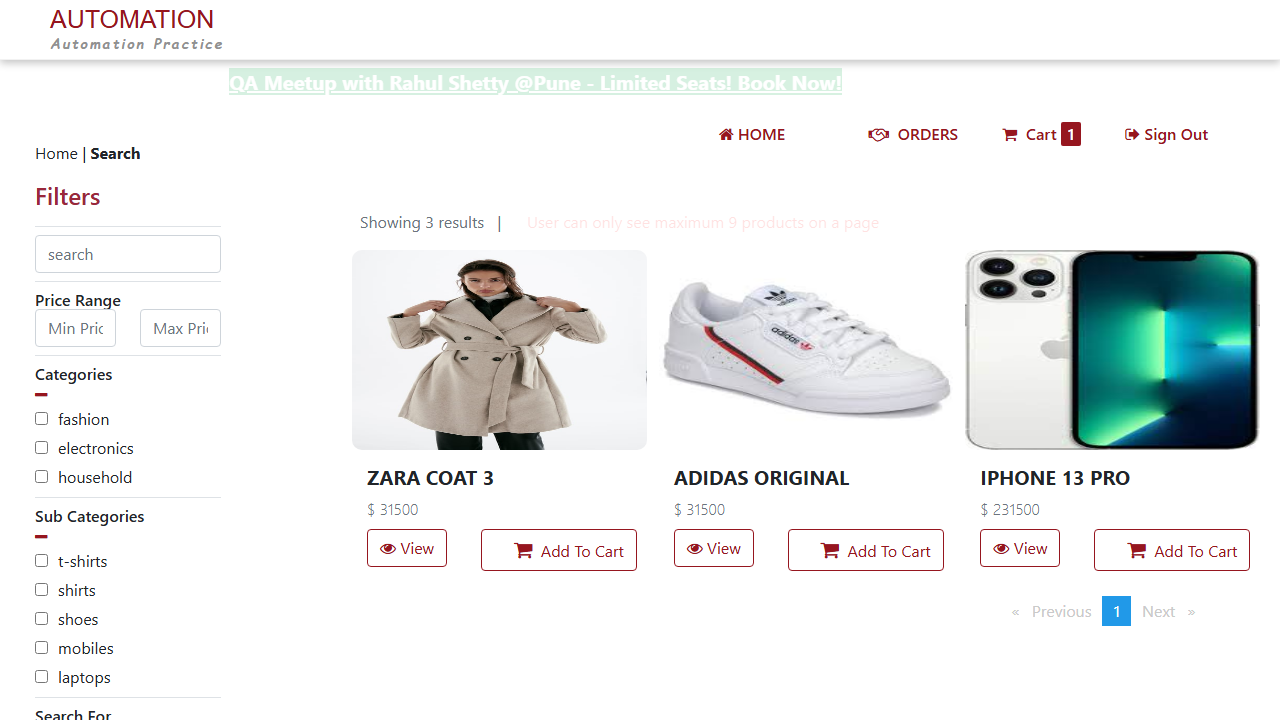 AUTOMATION
Automation Practice
QA Meetup with Rahul Shetty @Pune - Limited Seats! Book Now!
HOME ORDERS Cart 1 Sign Out
Home | Search
Filters
Showing 3 results | User can only see maximum 9 products on a page
search
Price Range
Min Pric Max Pric
Categories
fashion
electronics
household
Sub Categories
t-shirts
shirts
shoes
mobiles
laptops
Search For
adidas
adidas
ZARA COAT 3
$ 31500
View Add To Cart
ADIDAS ORIGINAL
$ 31500
View Add To Cart
IPHONE 13 PRO
$ 231500
View Add To Cart
« Previous 1 Next »